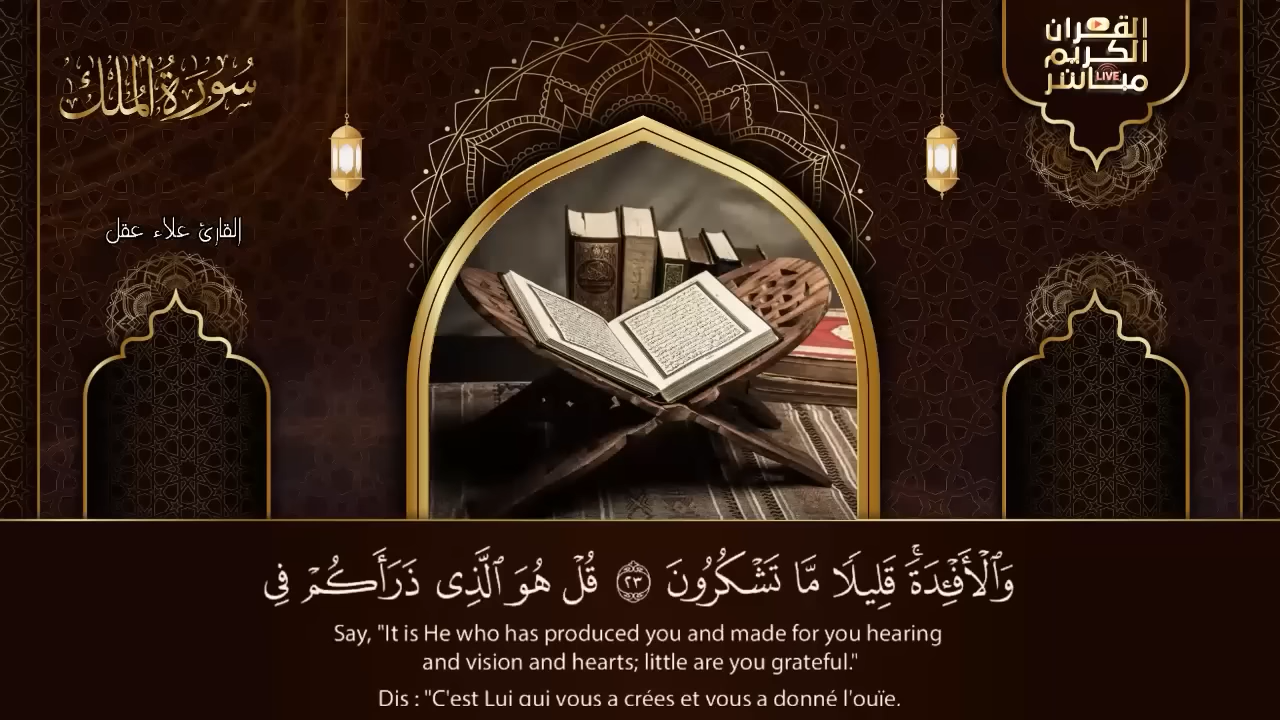 سُورَةُ المُلك
القرآن
الكريم
مباشر
LIVE
القارئ علاء عقل
وَٱلْأَفْـِٔدَةَۚ قَلِيلًا مَّا تَشْكُرُونَ ٢٣ قُلْ هُوَ ٱلَّذِى ذَرَأَكُمْ فِى
Say, "It is He who has produced you and made for you hearing
and vision and hearts; little are you grateful."
Dis : "C'est Lui qui vous a crées et vous a donné l'ouïe.